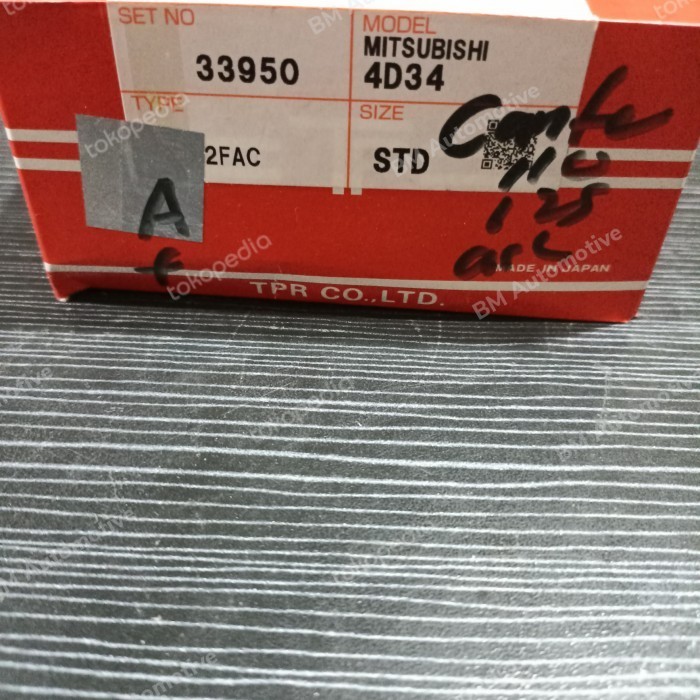 SET NO
33950
MODEL
MITSUBISHI
4D34
TYPE
2FAC
SIZE
STD
Cante
110
125
A
MADE IN JAPAN
TPR CO.,LTD.
tokopedia
BM Automotive